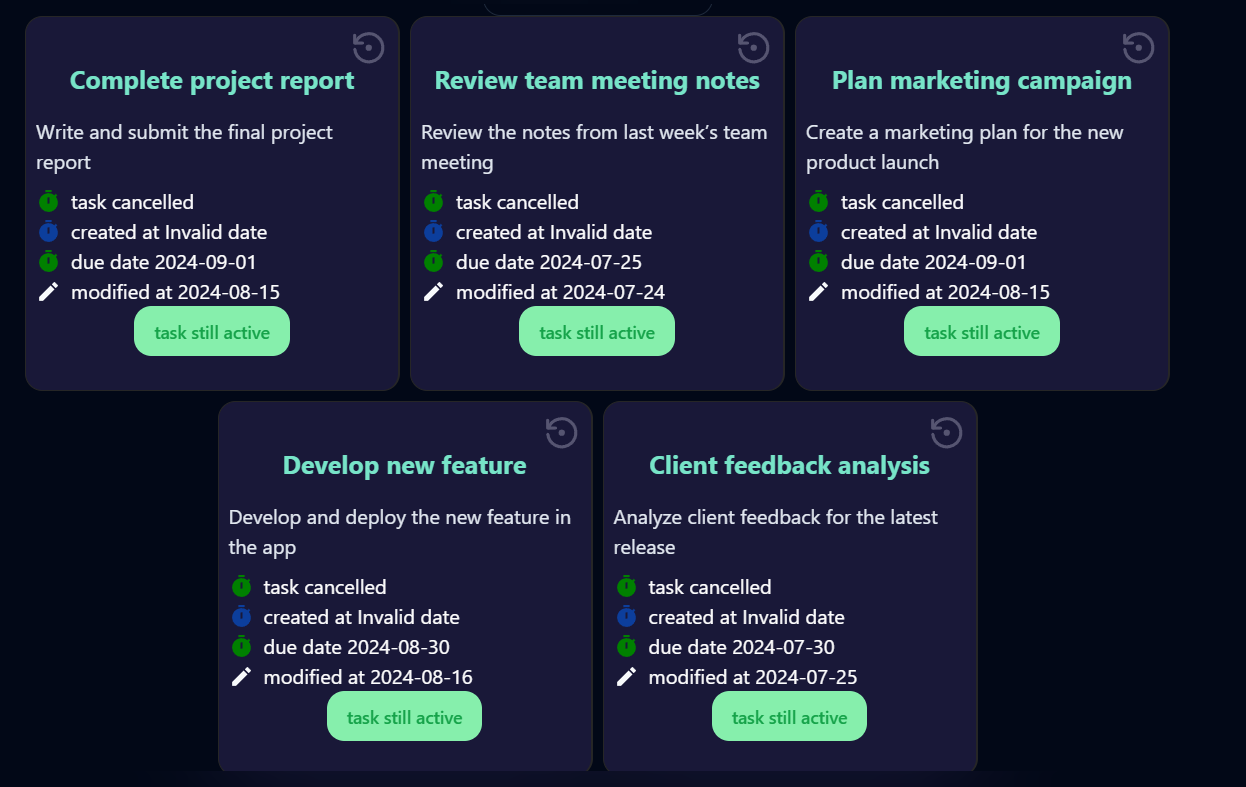 Complete project report
Write and submit the final project
report
task cancelled
created at Invalid date
due date 2024-09-01
modified at 2024-08-15
task still active
Review team meeting notes
Review the notes from last week’s team
meeting
task cancelled
created at Invalid date
due date 2024-07-25
modified at 2024-07-24
task still active
Plan marketing campaign
Create a marketing plan for the new
product launch
task cancelled
created at Invalid date
due date 2024-09-01
modified at 2024-08-15
task still active
Develop new feature
Develop and deploy the new feature in
the app
task cancelled
created at Invalid date
due date 2024-08-30
modified at 2024-08-16
task still active
Client feedback analysis
Analyze client feedback for the latest
release
task cancelled
created at Invalid date
due date 2024-07-30
modified at 2024-07-25
task still active